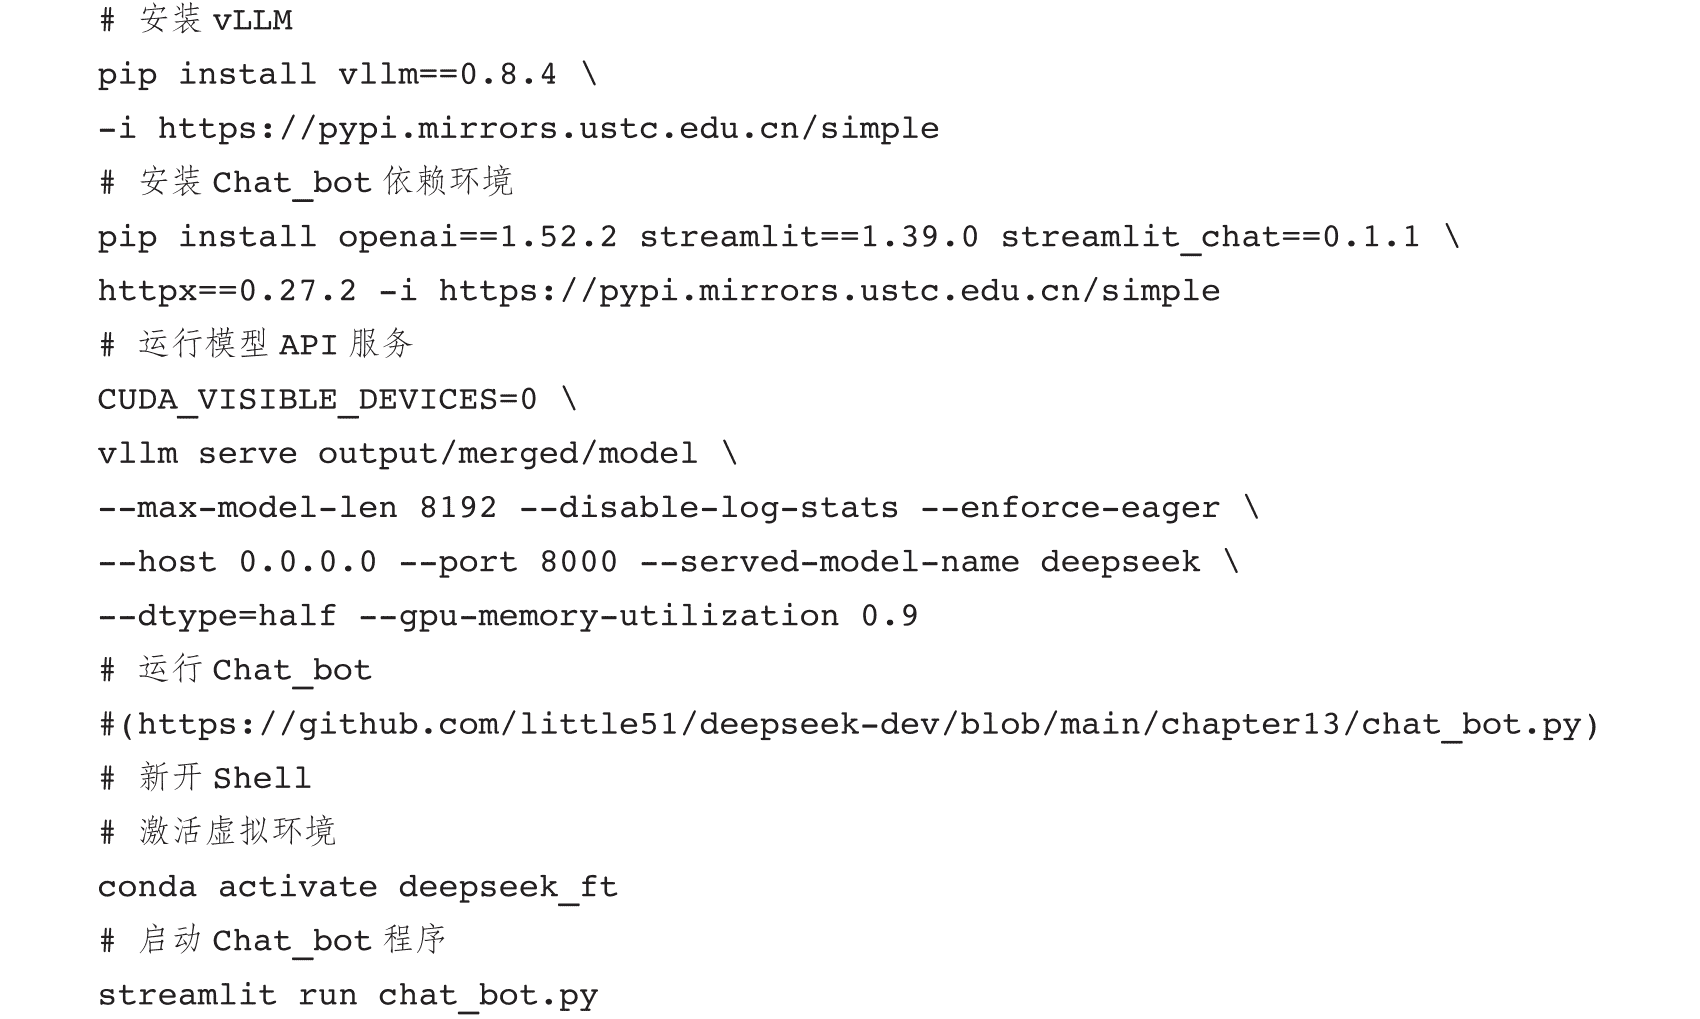 # 安装 vLLM
pip install vllm==0.8.4 \
-i https://pypi.mirrors.ustc.edu.cn/simple
# 安装 Chat_bot 依赖环境
pip install openai==1.52.2 streamlit==1.39.0 streamlit_chat==0.1.1 \
httpx==0.27.2 -i https://pypi.mirrors.ustc.edu.cn/simple
# 运行模型 API 服务
CUDA_VISIBLE_DEVICES=0 \
vllm serve output/merged/model \
--max-model-len 8192 --disable-log-stats --enforce-eager \
--host 0.0.0.0 --port 8000 --served-model-name deepseek \
--dtype=half --gpu-memory-utilization 0.9
# 运行 Chat_bot
#(https://github.com/little51/deepseek-dev/blob/main/chapter13/chat_bot.py)
# 新开 Shell
# 激活虚拟环境
conda activate deepseek_ft
# 启动 Chat_bot 程序
streamlit run chat_bot.py